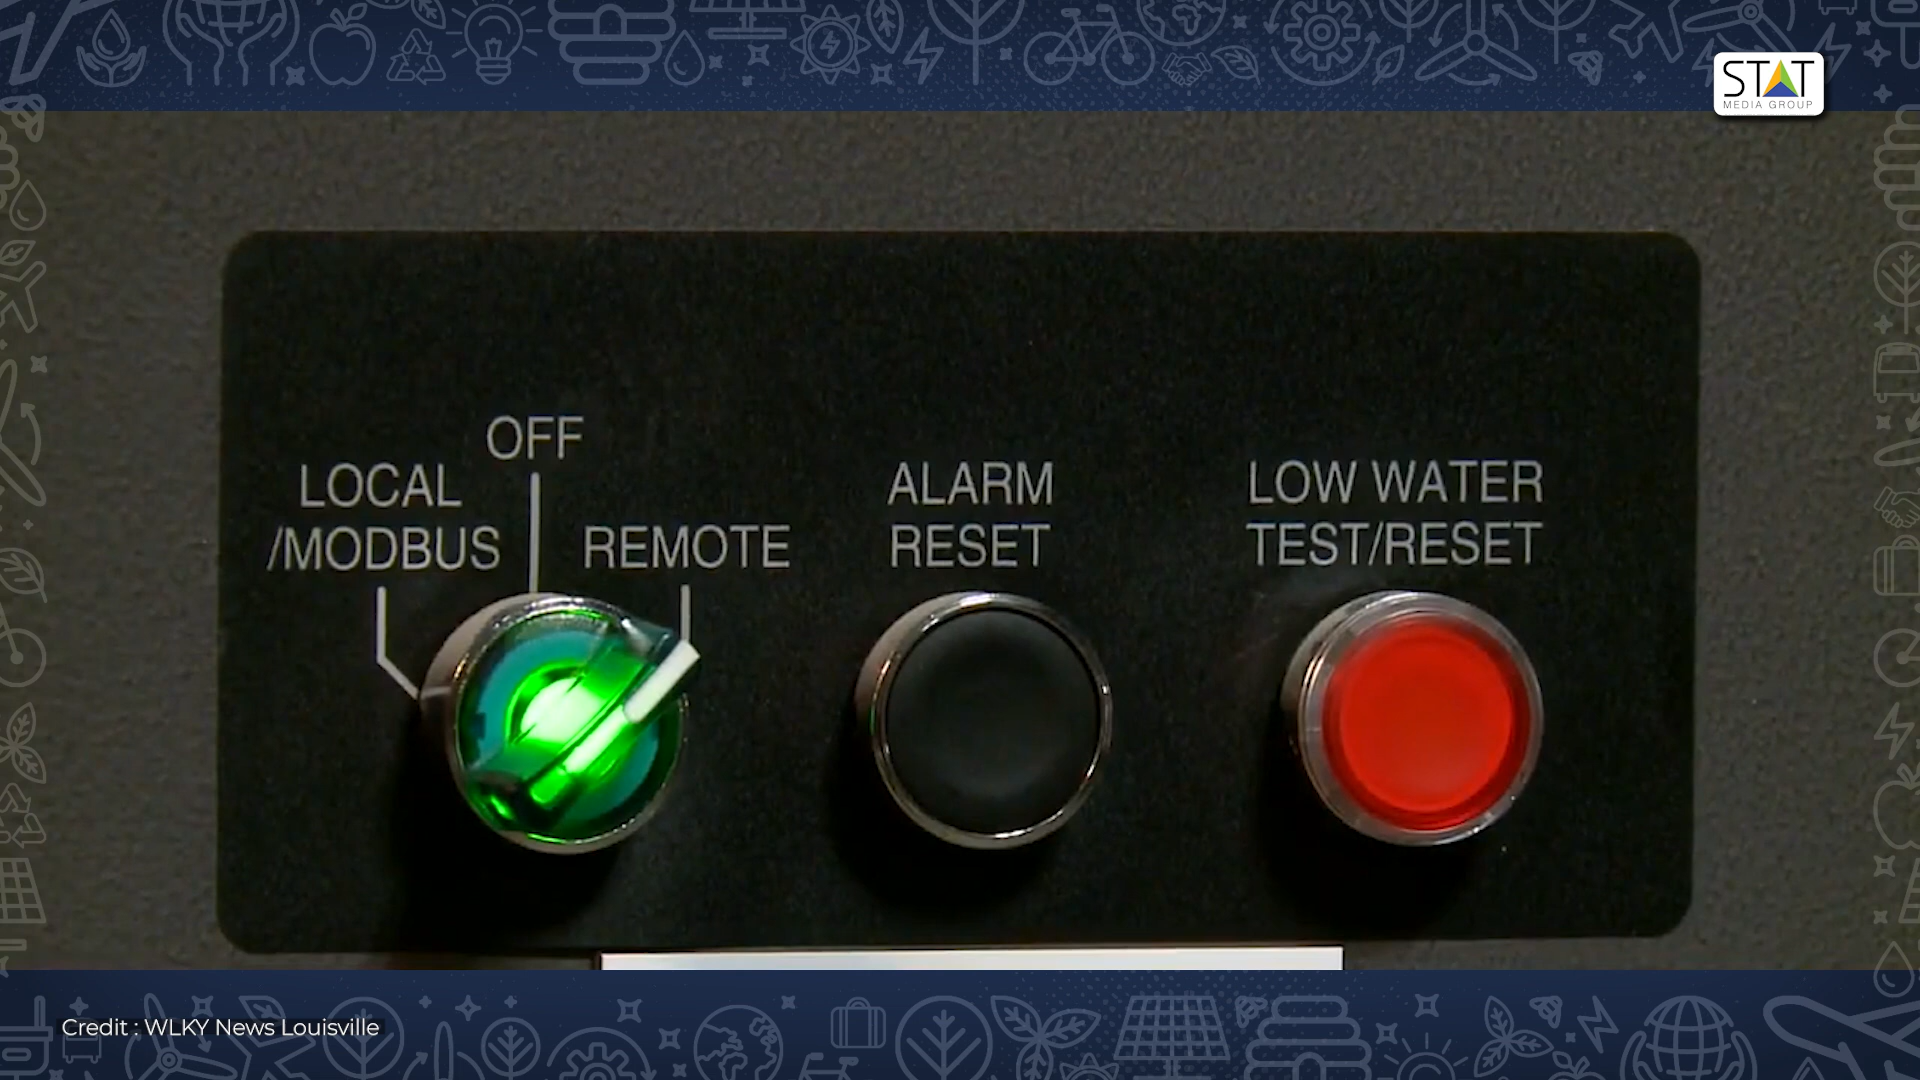 STAT
MEDIA GROUP
OFF
LOCAL
/MODBUS
REMOTE
ALARM
RESET
LOW WATER
TEST/RESET
Credit : WLKY News Louisville